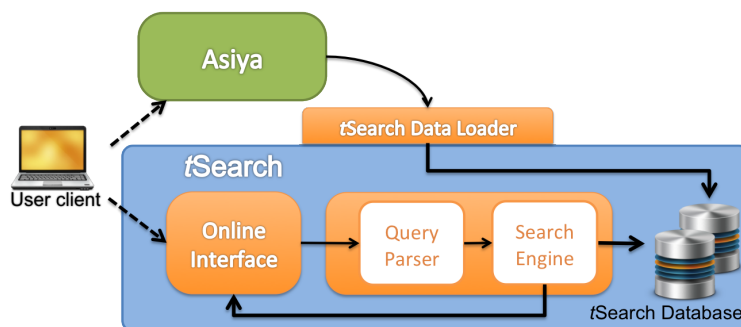 Asiya
tSearch Data Loader
tSearch
User client
Online
Interface
Query
Parser
Search
Engine
tSearch Database